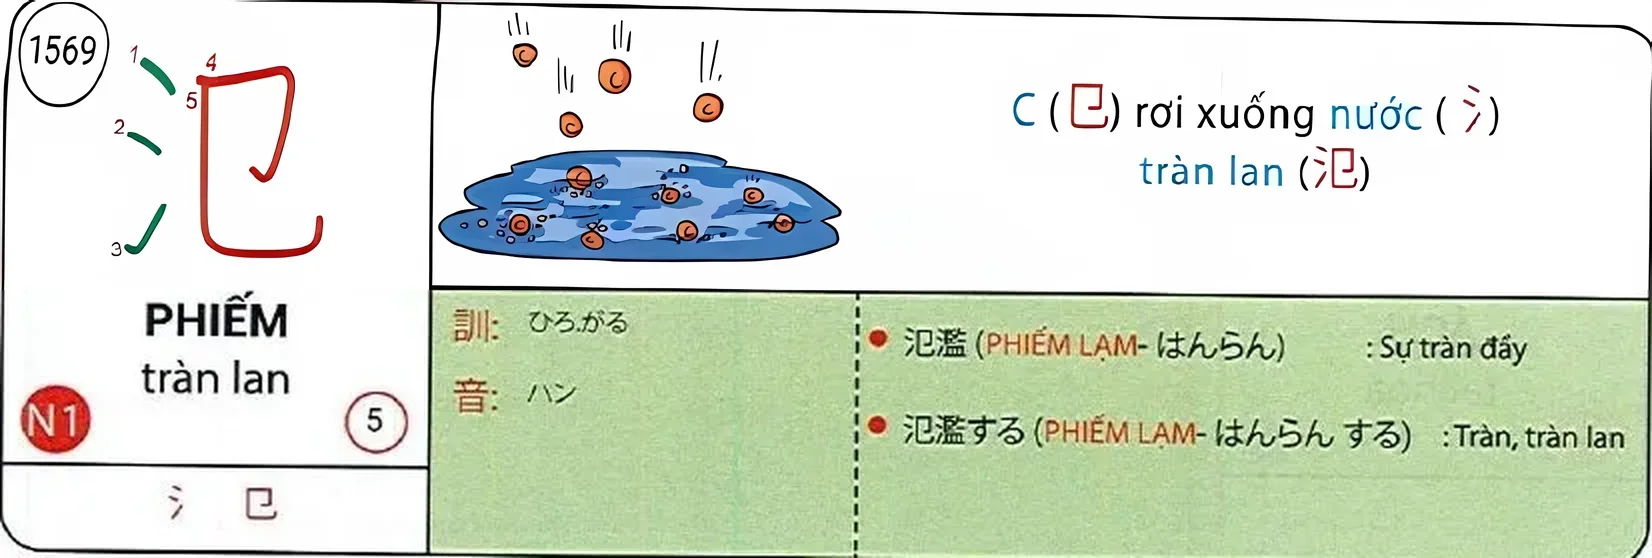 1569
1
2
3
4
5
氾
PHIẾM
tràn lan
N1
5
氵 㔾
C (㔾) rơi xuống nước (氵)
tràn lan (氾)
訓: ひろ.がる
音: ハン
● 氾濫 (PHIẾM LẠM- はんらん) : Sự tràn đầy
● 氾濫する (PHIẾM LẠM- はんらん する) : Tràn, tràn lan